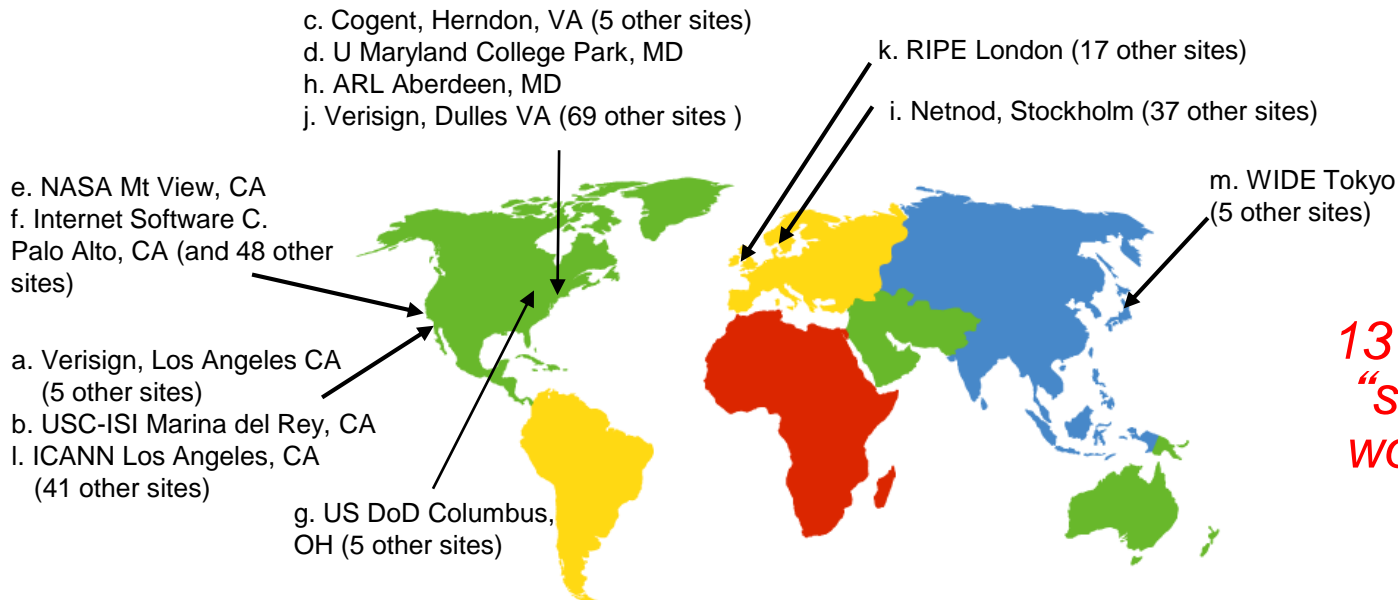 c. Cogent, Herndon, VA (5 other sites)
d. U Maryland College Park, MD
h. ARL Aberdeen, MD
j. Verisign, Dulles VA (69 other sites )
k. RIPE London (17 other sites)
i. Netnod, Stockholm (37 other sites)
m. WIDE Tokyo
(5 other sites)
e. NASA Mt View, CA
f. Internet Software C.
Palo Alto, CA (and 48 other
sites)
a. Verisign, Los Angeles CA
(5 other sites)
b. USC-ISI Marina del Rey, CA
l. ICANN Los Angeles, CA
(41 other sites)
g. US DoD Columbus,
OH (5 other sites)
13